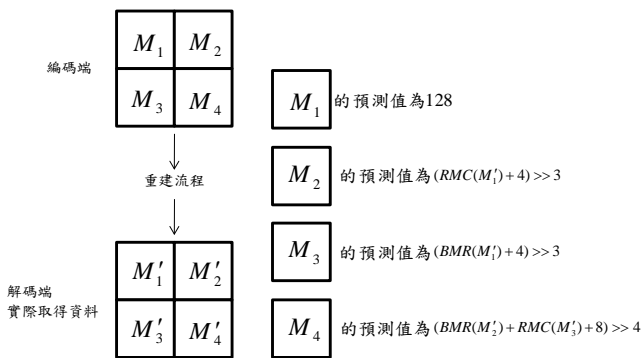 編碼端
M₁ M₂
M₃ M₄
重建流程
解碼端
實際取得資料
M′₁ M′₂
M′₃ M′₄
M₁ 的預測值為128
M₂ 的預測值為(RMC(M′₁)+4)>>3
M₃ 的預測值為(BMR(M′₁)+4)>>3
M₄ 的預測值為(BMR(M′₂)+RMC(M′₃)+8)>>4